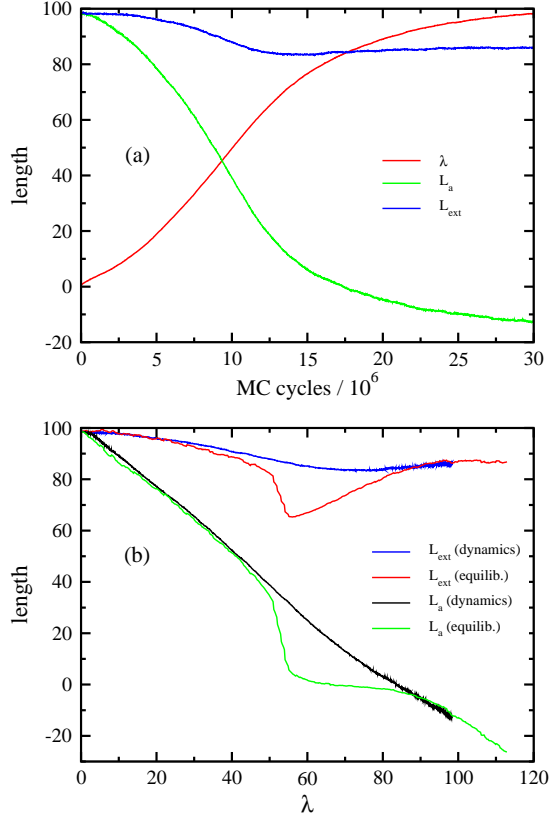 100
80
60
40
20
0
-20
length
(a)
λ
L_a
L_ext
0 5 10 15 20 25 30
MC cycles / 10^6
100
80
60
40
20
0
-20
length
(b)
L_ext (dynamics)
L_ext (equilib.)
L_a (dynamics)
L_a (equilib.)
0 20 40 60 80 100 120
λ